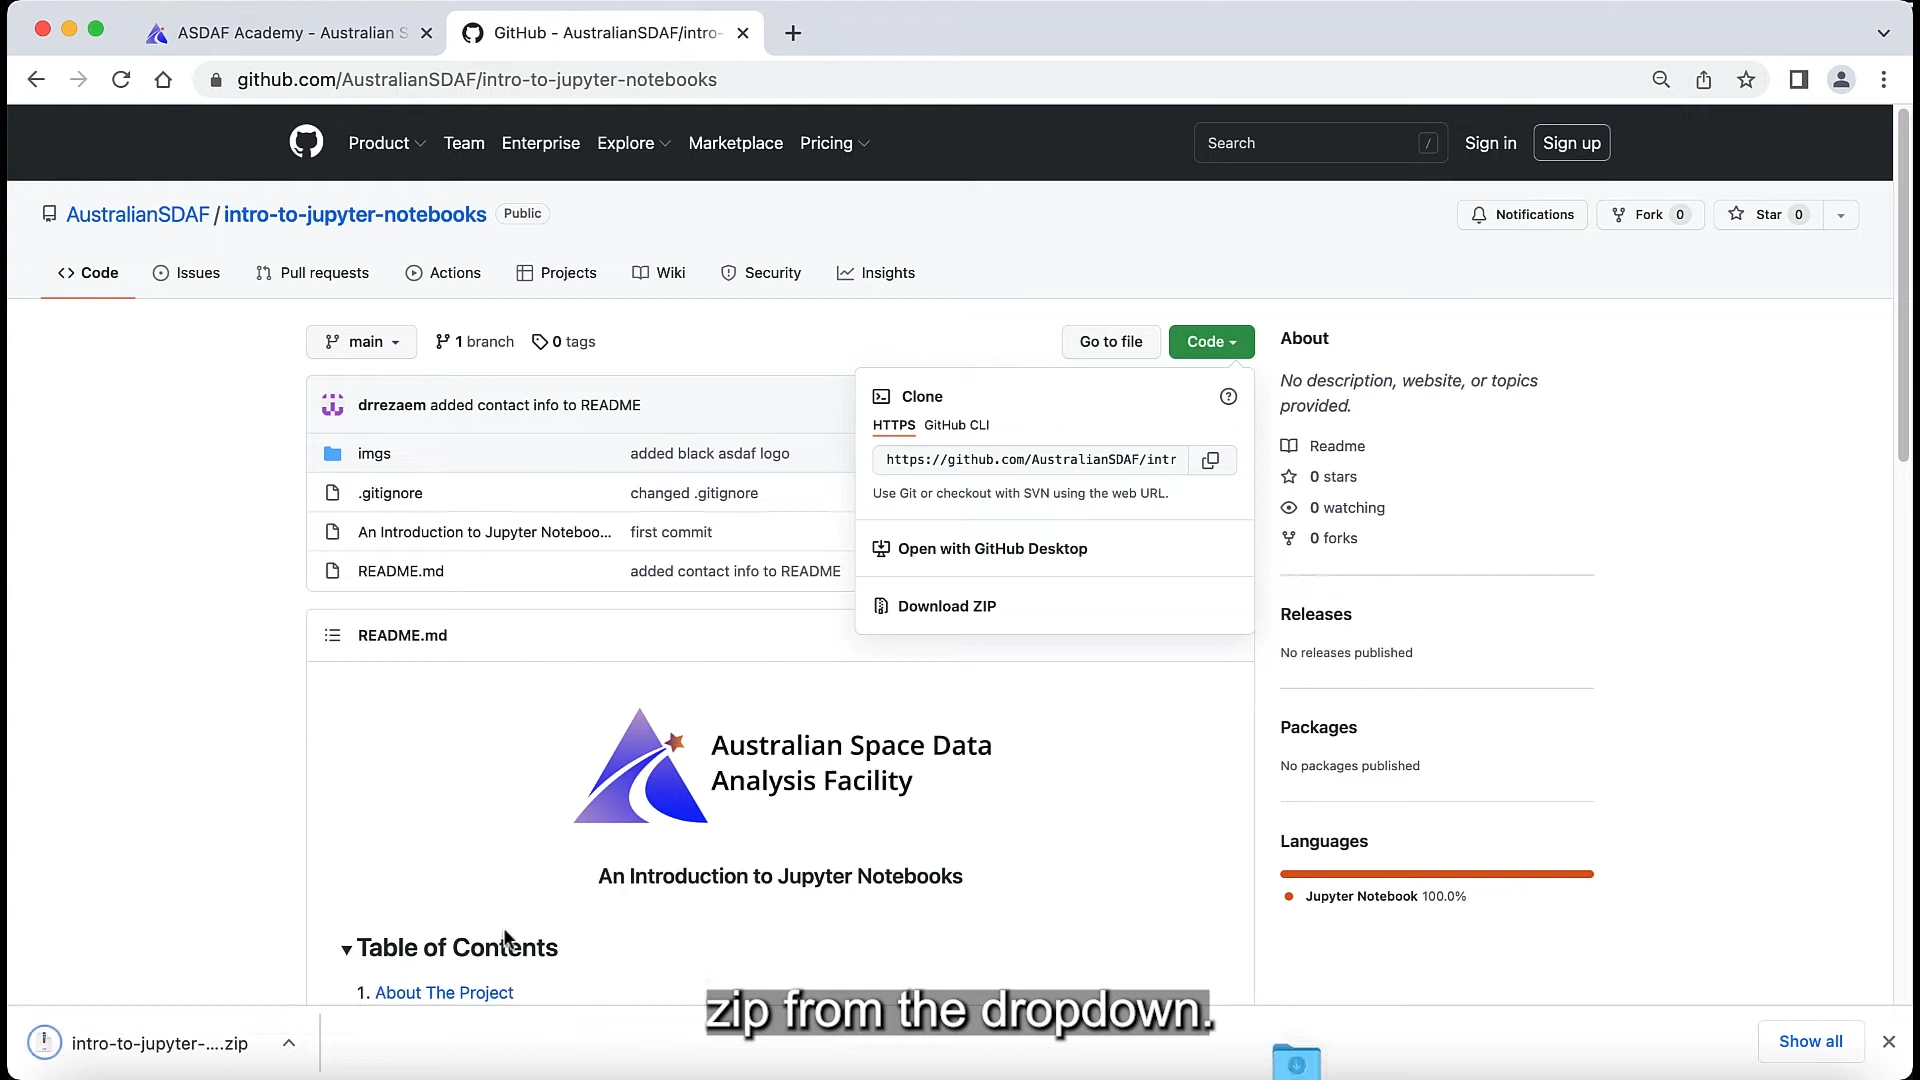 ASDAF Academy - Australian S
GitHub - AustralianSDAF/intro-
github.com/AustralianSDAF/intro-to-jupyter-notebooks
Product Team Enterprise Explore Marketplace Pricing Search / Sign in Sign up
AustralianSDAF / intro-to-jupyter-notebooks Public
Notifications Fork 0 Star 0
Code Issues Pull requests Actions Projects Wiki Security Insights
main 1 branch 0 tags Go to file Code
drrezaem added contact info to README
imgs added black asdaf logo
.gitignore changed .gitignore
An Introduction to Jupyter Noteboo... first commit
README.md added contact info to README
Clone
HTTPS GitHub CLI
https://github.com/AustralianSDAF/intr
Use Git or checkout with SVN using the web URL.
Open with GitHub Desktop
Download ZIP
About
No description, website, or topics
provided.
Readme
0 stars
0 watching
0 forks
Releases
No releases published
Packages
No packages published
Languages
Jupyter Notebook 100.0%
README.md
Australian Space Data
Analysis Facility
An Introduction to Jupyter Notebooks
Table of Contents
1. About The Project
zip from the dropdown.
intro-to-jupyter-....zip
Show all